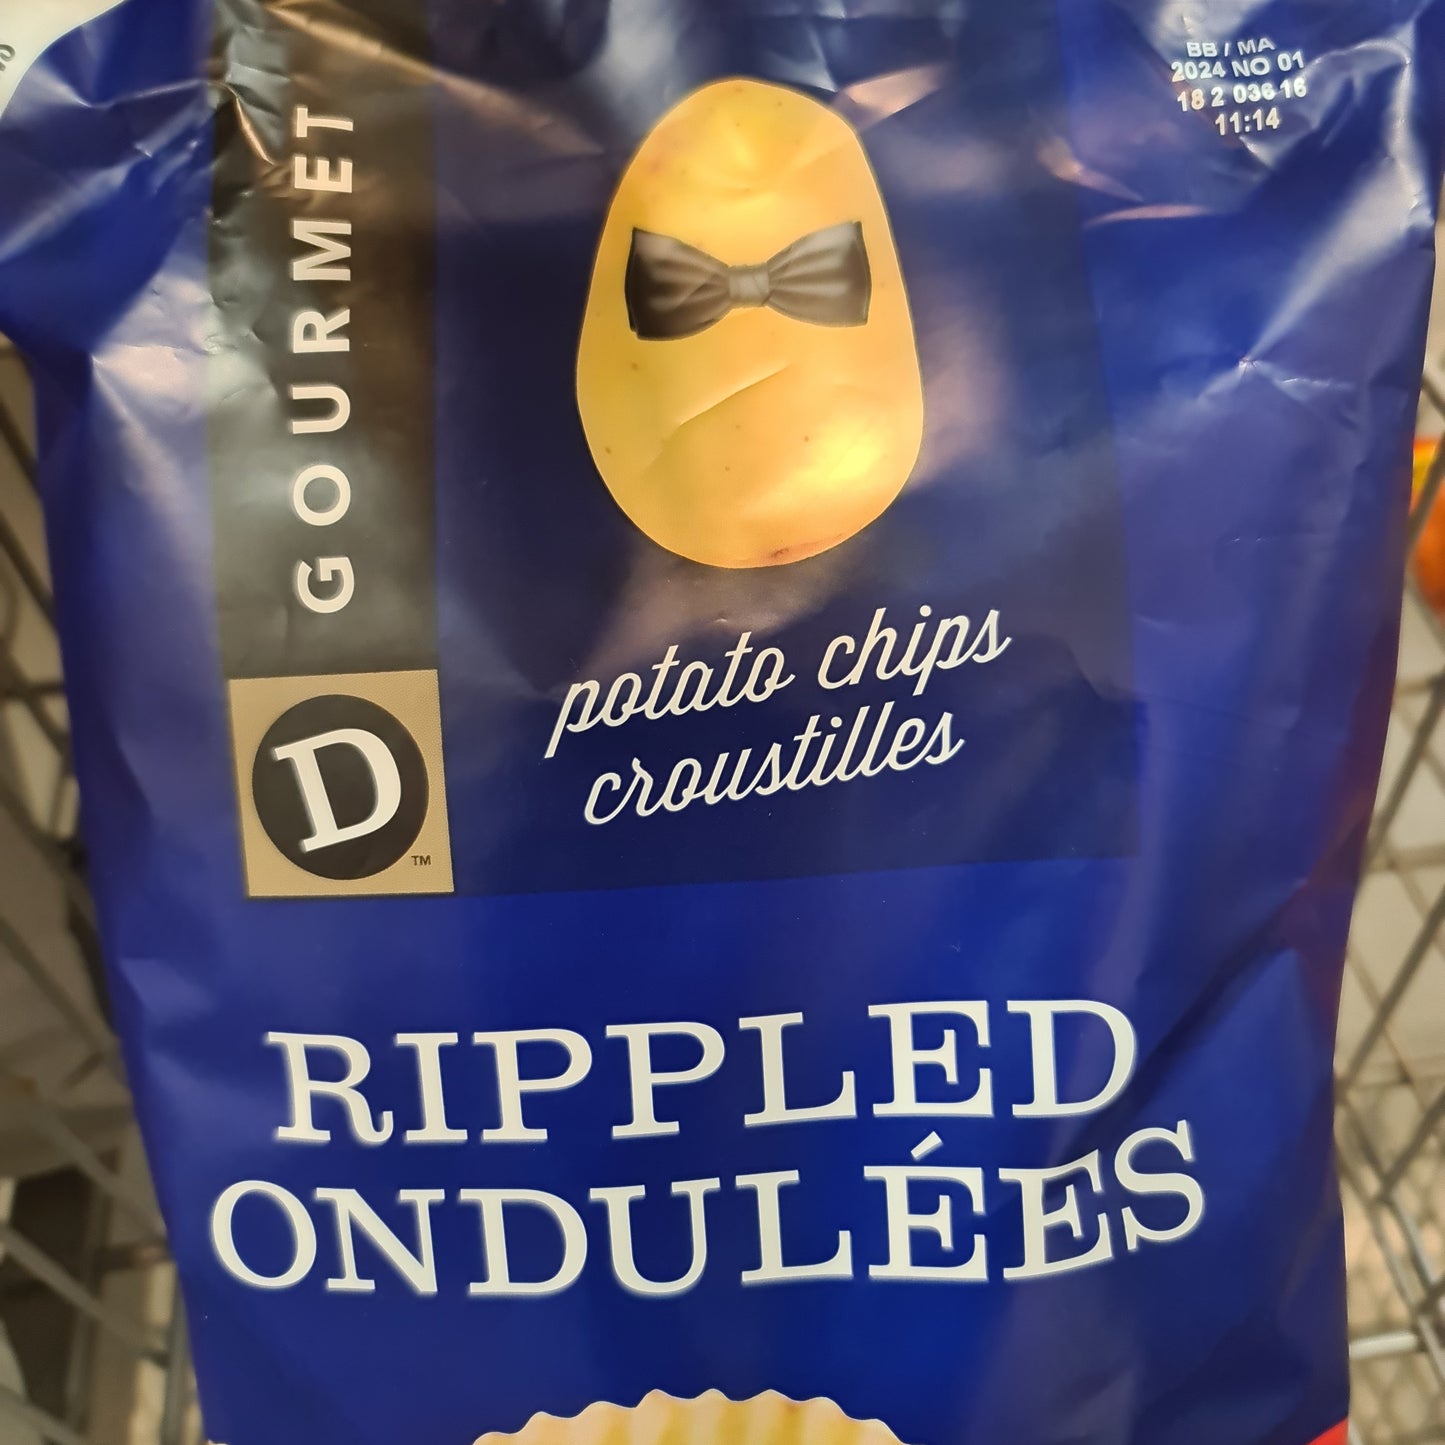 BB / MA
2024 NO 01
18 2 036 16
11:14
GOURMET
D
TM
potato chips
croustilles
RIPPLED
ONDULÉES